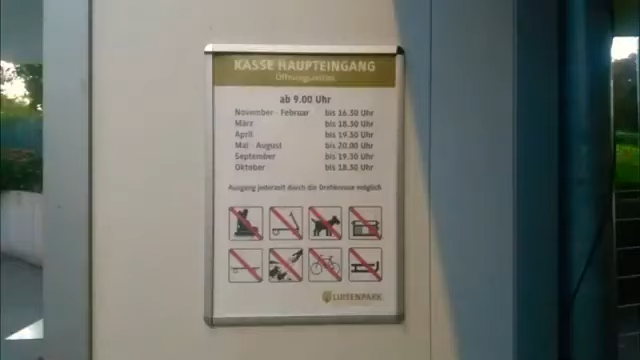 KASSE HAUPTEINGANG
Öffnungszeiten
ab 9.00 Uhr
November - Februar bis 16.30 Uhr
März bis 18.30 Uhr
April bis 19.30 Uhr
Mai - August bis 20.00 Uhr
September bis 19.30 Uhr
Oktober bis 18.30 Uhr
Ausgang jederzeit durch die Drehkreuze möglich
LUISENPARK